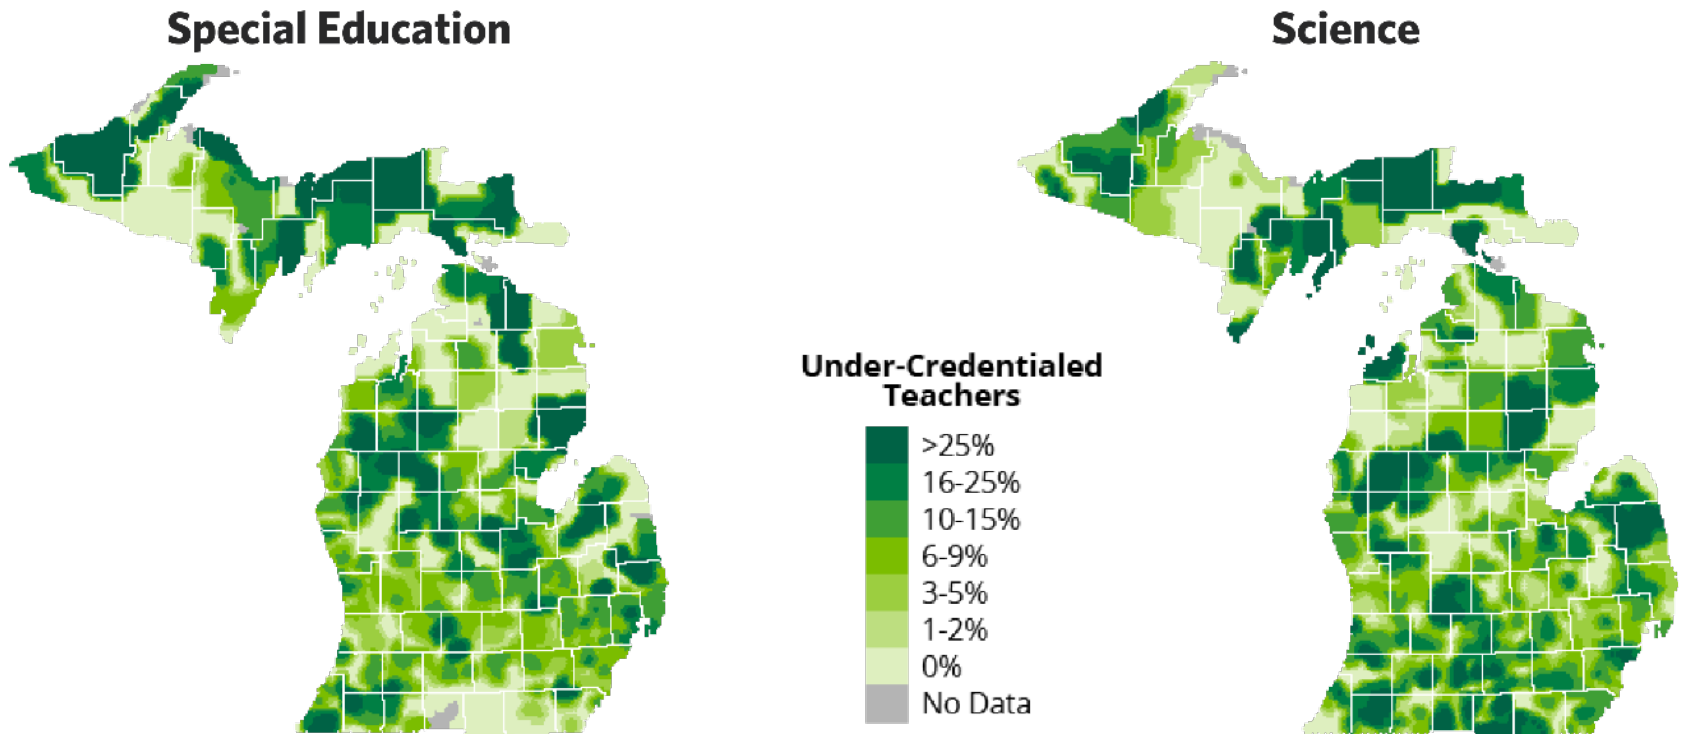 Special Education
Science
Under-Credentialed
Teachers
>25%
16-25%
10-15%
6-9%
3-5%
1-2%
0%
No Data